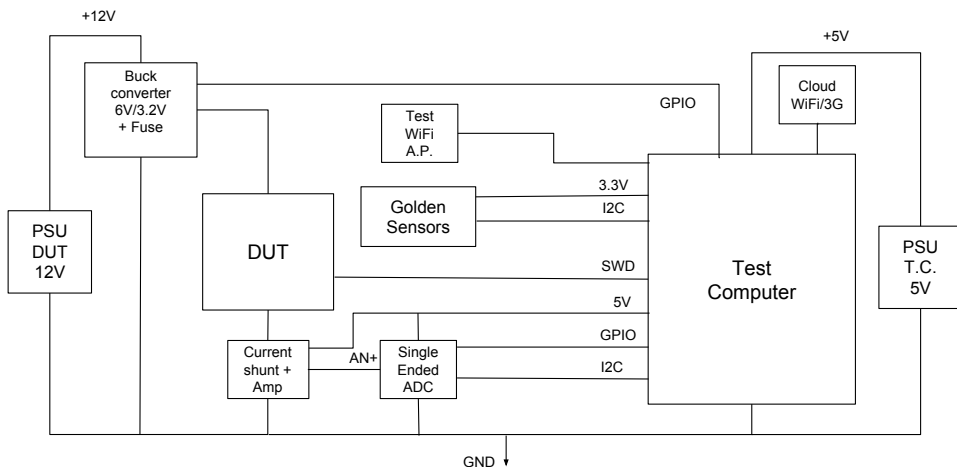 +12V
+5V
Buck
converter
6V/3.2V
+ Fuse
Cloud
WiFi/3G
GPIO
Test
WiFi
A.P.
3.3V
Golden
Sensors
I2C
PSU
DUT
12V
DUT
PSU
T.C.
5V
Test
Computer
SWD
5V
GPIO
Current
shunt +
Amp
AN+
Single
Ended
ADC
I2C
GND